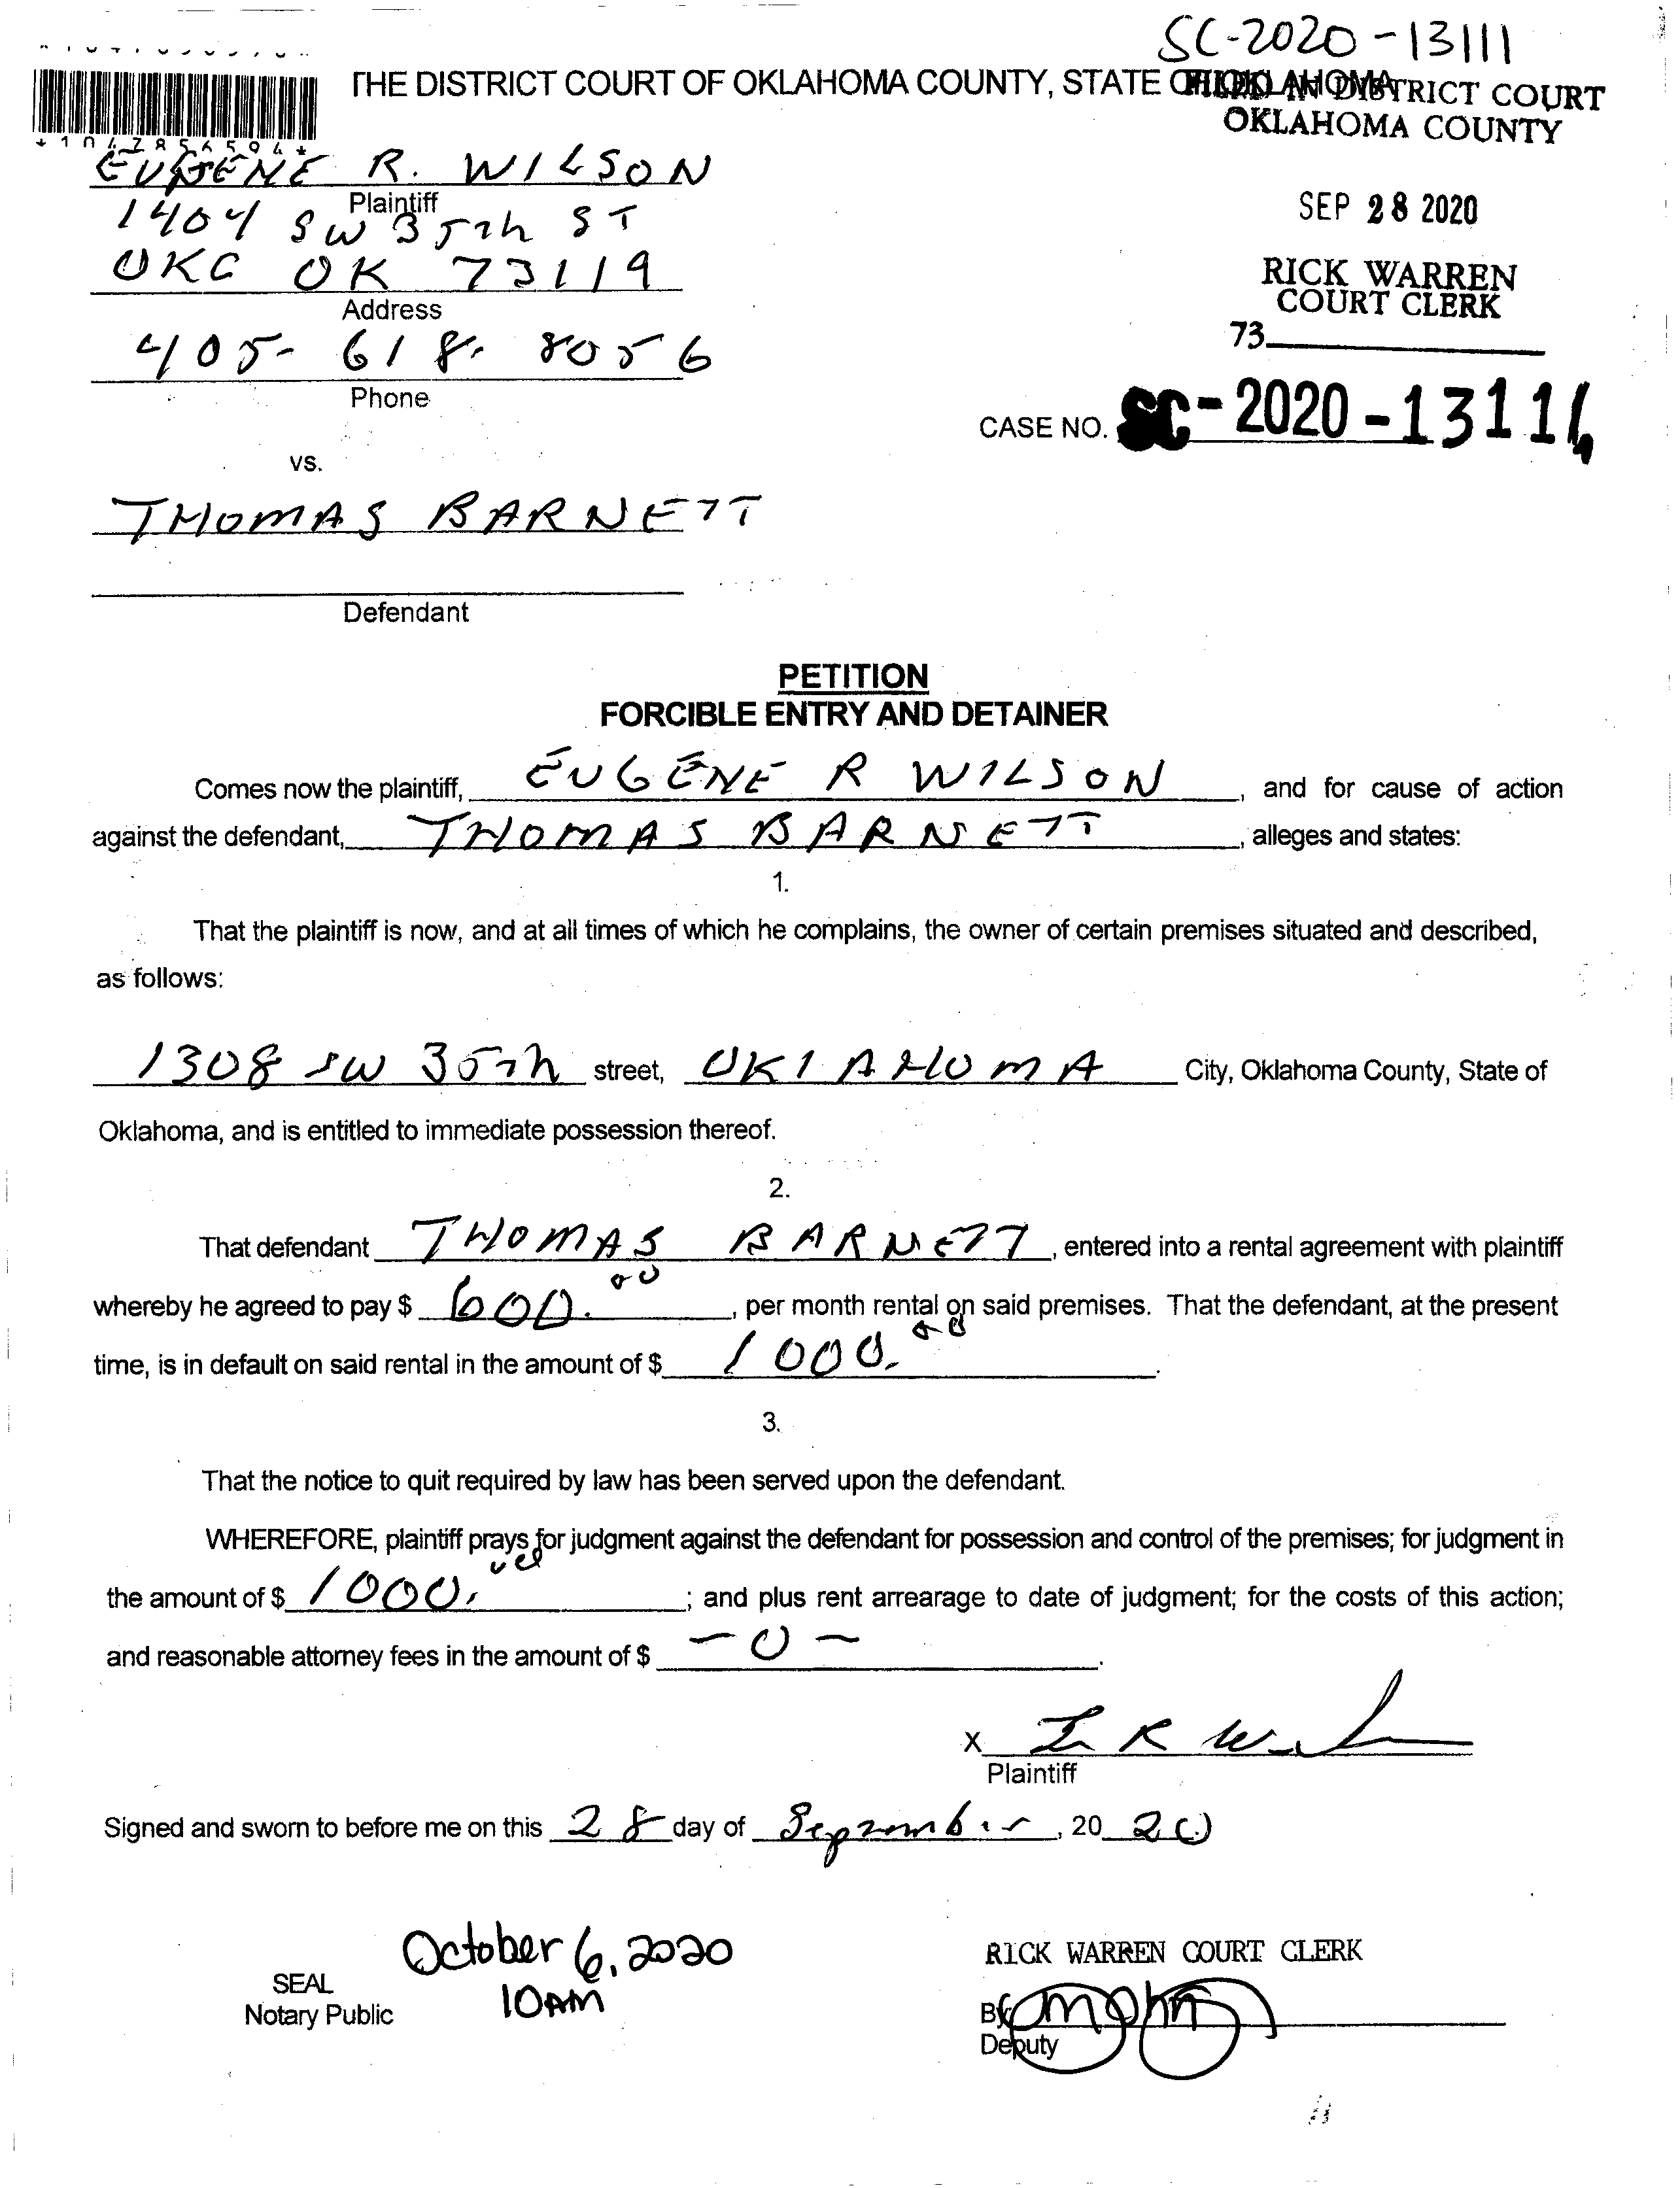 SC-2020-13111
THE DISTRICT COURT OF OKLAHOMA COUNTY, STATE OF OKLAHOMA
FILED IN DISTRICT COURT
OKLAHOMA COUNTY
EUGENE R. WILSON
Plaintiff
1404 SW 35th ST
SEP 28 2020
OKC OK 73119
Address
RICK WARREN
COURT CLERK
405-618-8056
73
Phone
CASE NO. SC-2020-1311
vs.
THOMAS BARNETT
Defendant
PETITION
FORCIBLE ENTRY AND DETAINER
Comes now the plaintiff, EUGENE R WILSON, and for cause of action
against the defendant, THOMAS BARNETT, alleges and states:
1.
That the plaintiff is now, and at all times of which he complains, the owner of certain premises situated and described,
as follows:
1308 SW 35th street, OKlAHOMA City, Oklahoma County, State of
Oklahoma, and is entitled to immediate possession thereof.
2.
That defendant THOMAS BARNETT, entered into a rental agreement with plaintiff
whereby he agreed to pay $ 600.00, per month rental on said premises. That the defendant, at the present
time, is in default on said rental in the amount of $ 1000.00.
3.
That the notice to quit required by law has been served upon the defendant.
WHEREFORE, plaintiff prays for judgment against the defendant for possession and control of the premises; for judgment in
the amount of $ 1000.00; and plus rent arrearage to date of judgment; for the costs of this action;
and reasonable attorney fees in the amount of $ -0-.
X E R W
Plaintiff
Signed and sworn to before me on this 28 day of September, 2020
October 6, 2020
10AM
SEAL
Notary Public
RICK WARREN COURT CLERK
By
Deputy